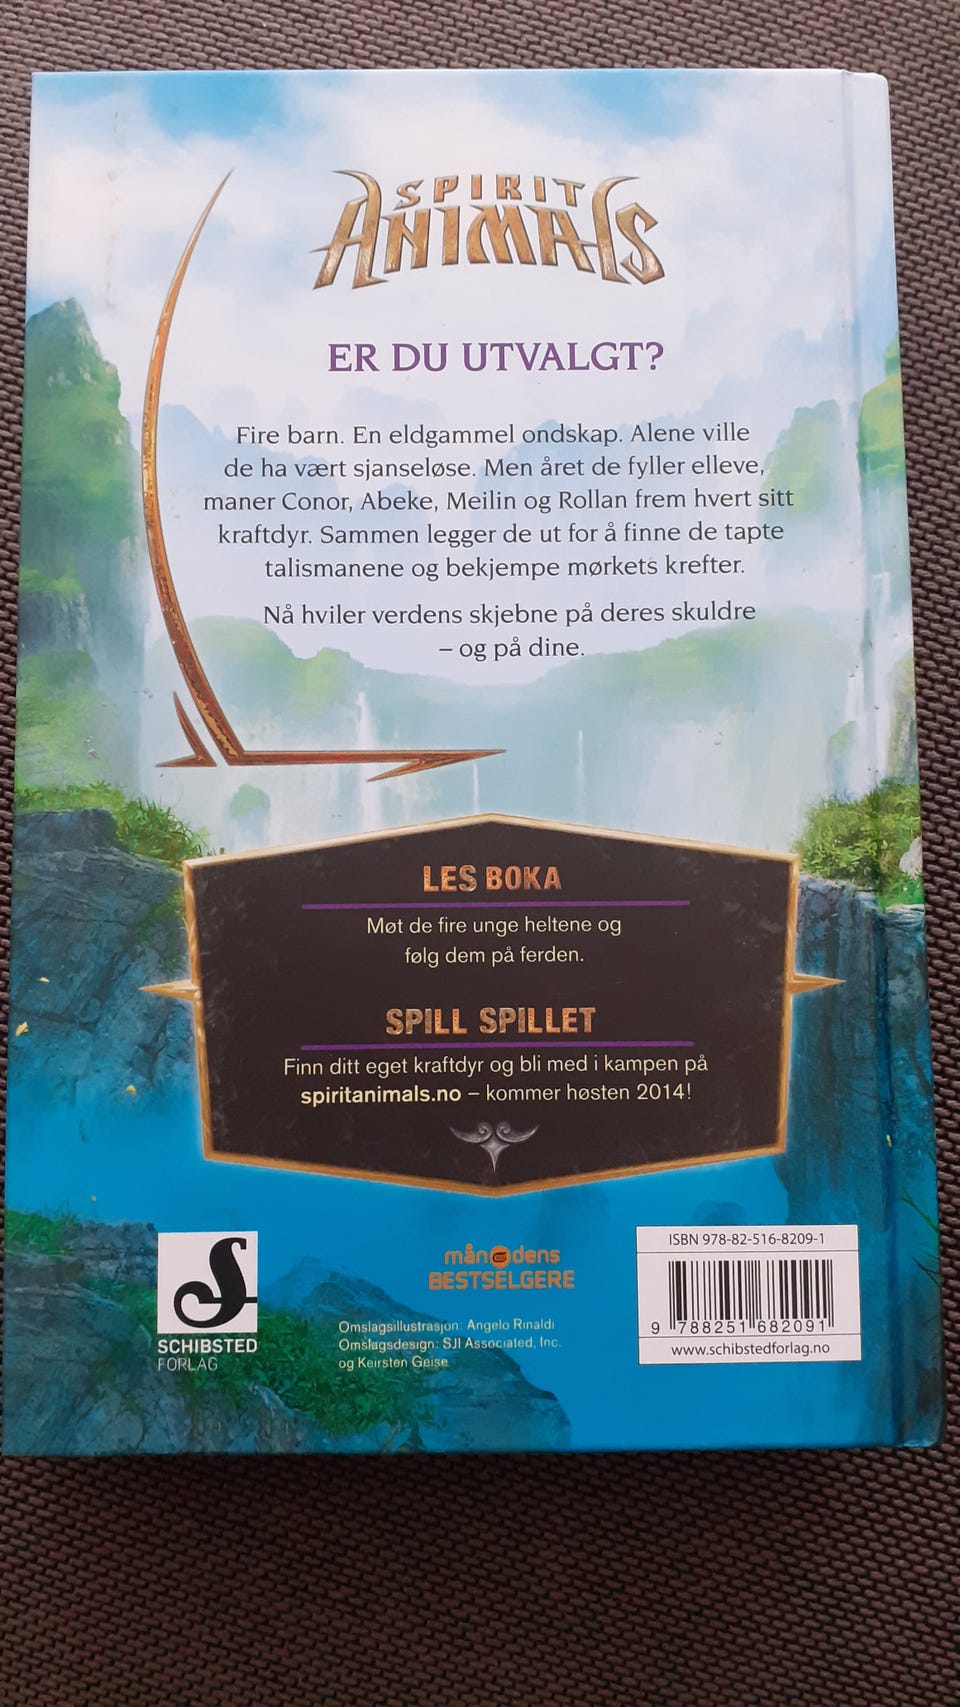 SPIRIT
ANIMALS
ER DU UTVALGT?
Fire barn. En eldgammel ondskap. Alene ville
de ha vært sjanseløse. Men året de fyller elleve,
maner Conor, Abeke, Meilin og Rollan frem hvert sitt
kraftdyr. Sammen legger de ut for å finne de tapte
talismanene og bekjempe mørkets krefter.
Nå hviler verdens skjebne på deres skuldre
– og på dine.
LES BOKA
Møt de fire unge heltene og
følg dem på ferden.
SPILL SPILLET
Finn ditt eget kraftdyr og bli med i kampen på
spiritanimals.no – kommer høsten 2014!
SCHIBSTED
FORLAG
månedens
BESTSELGERE
Omslagsillustrasjon: Angelo Rinaldi
Omslagsdesign: SJI Associated, Inc.
og Keirsten Geise
ISBN 978-82-516-8209-1
9 788251 682091
www.schibstedforlag.no